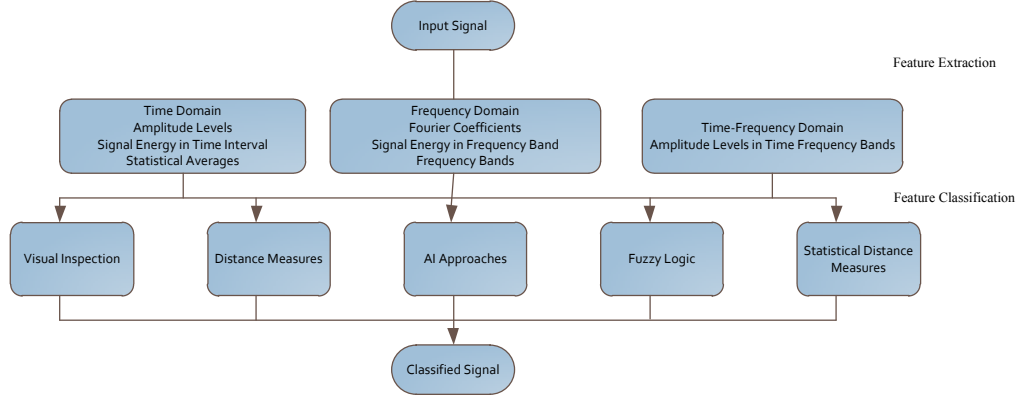 Input Signal
Feature Extraction
Time Domain
Amplitude Levels
Signal Energy in Time Interval
Statistical Averages
Frequency Domain
Fourier Coefficients
Signal Energy in Frequency Band
Frequency Bands
Time-Frequency Domain
Amplitude Levels in Time Frequency Bands
Feature Classification
Visual Inspection
Distance Measures
AI Approaches
Fuzzy Logic
Statistical Distance
Measures
Classified Signal